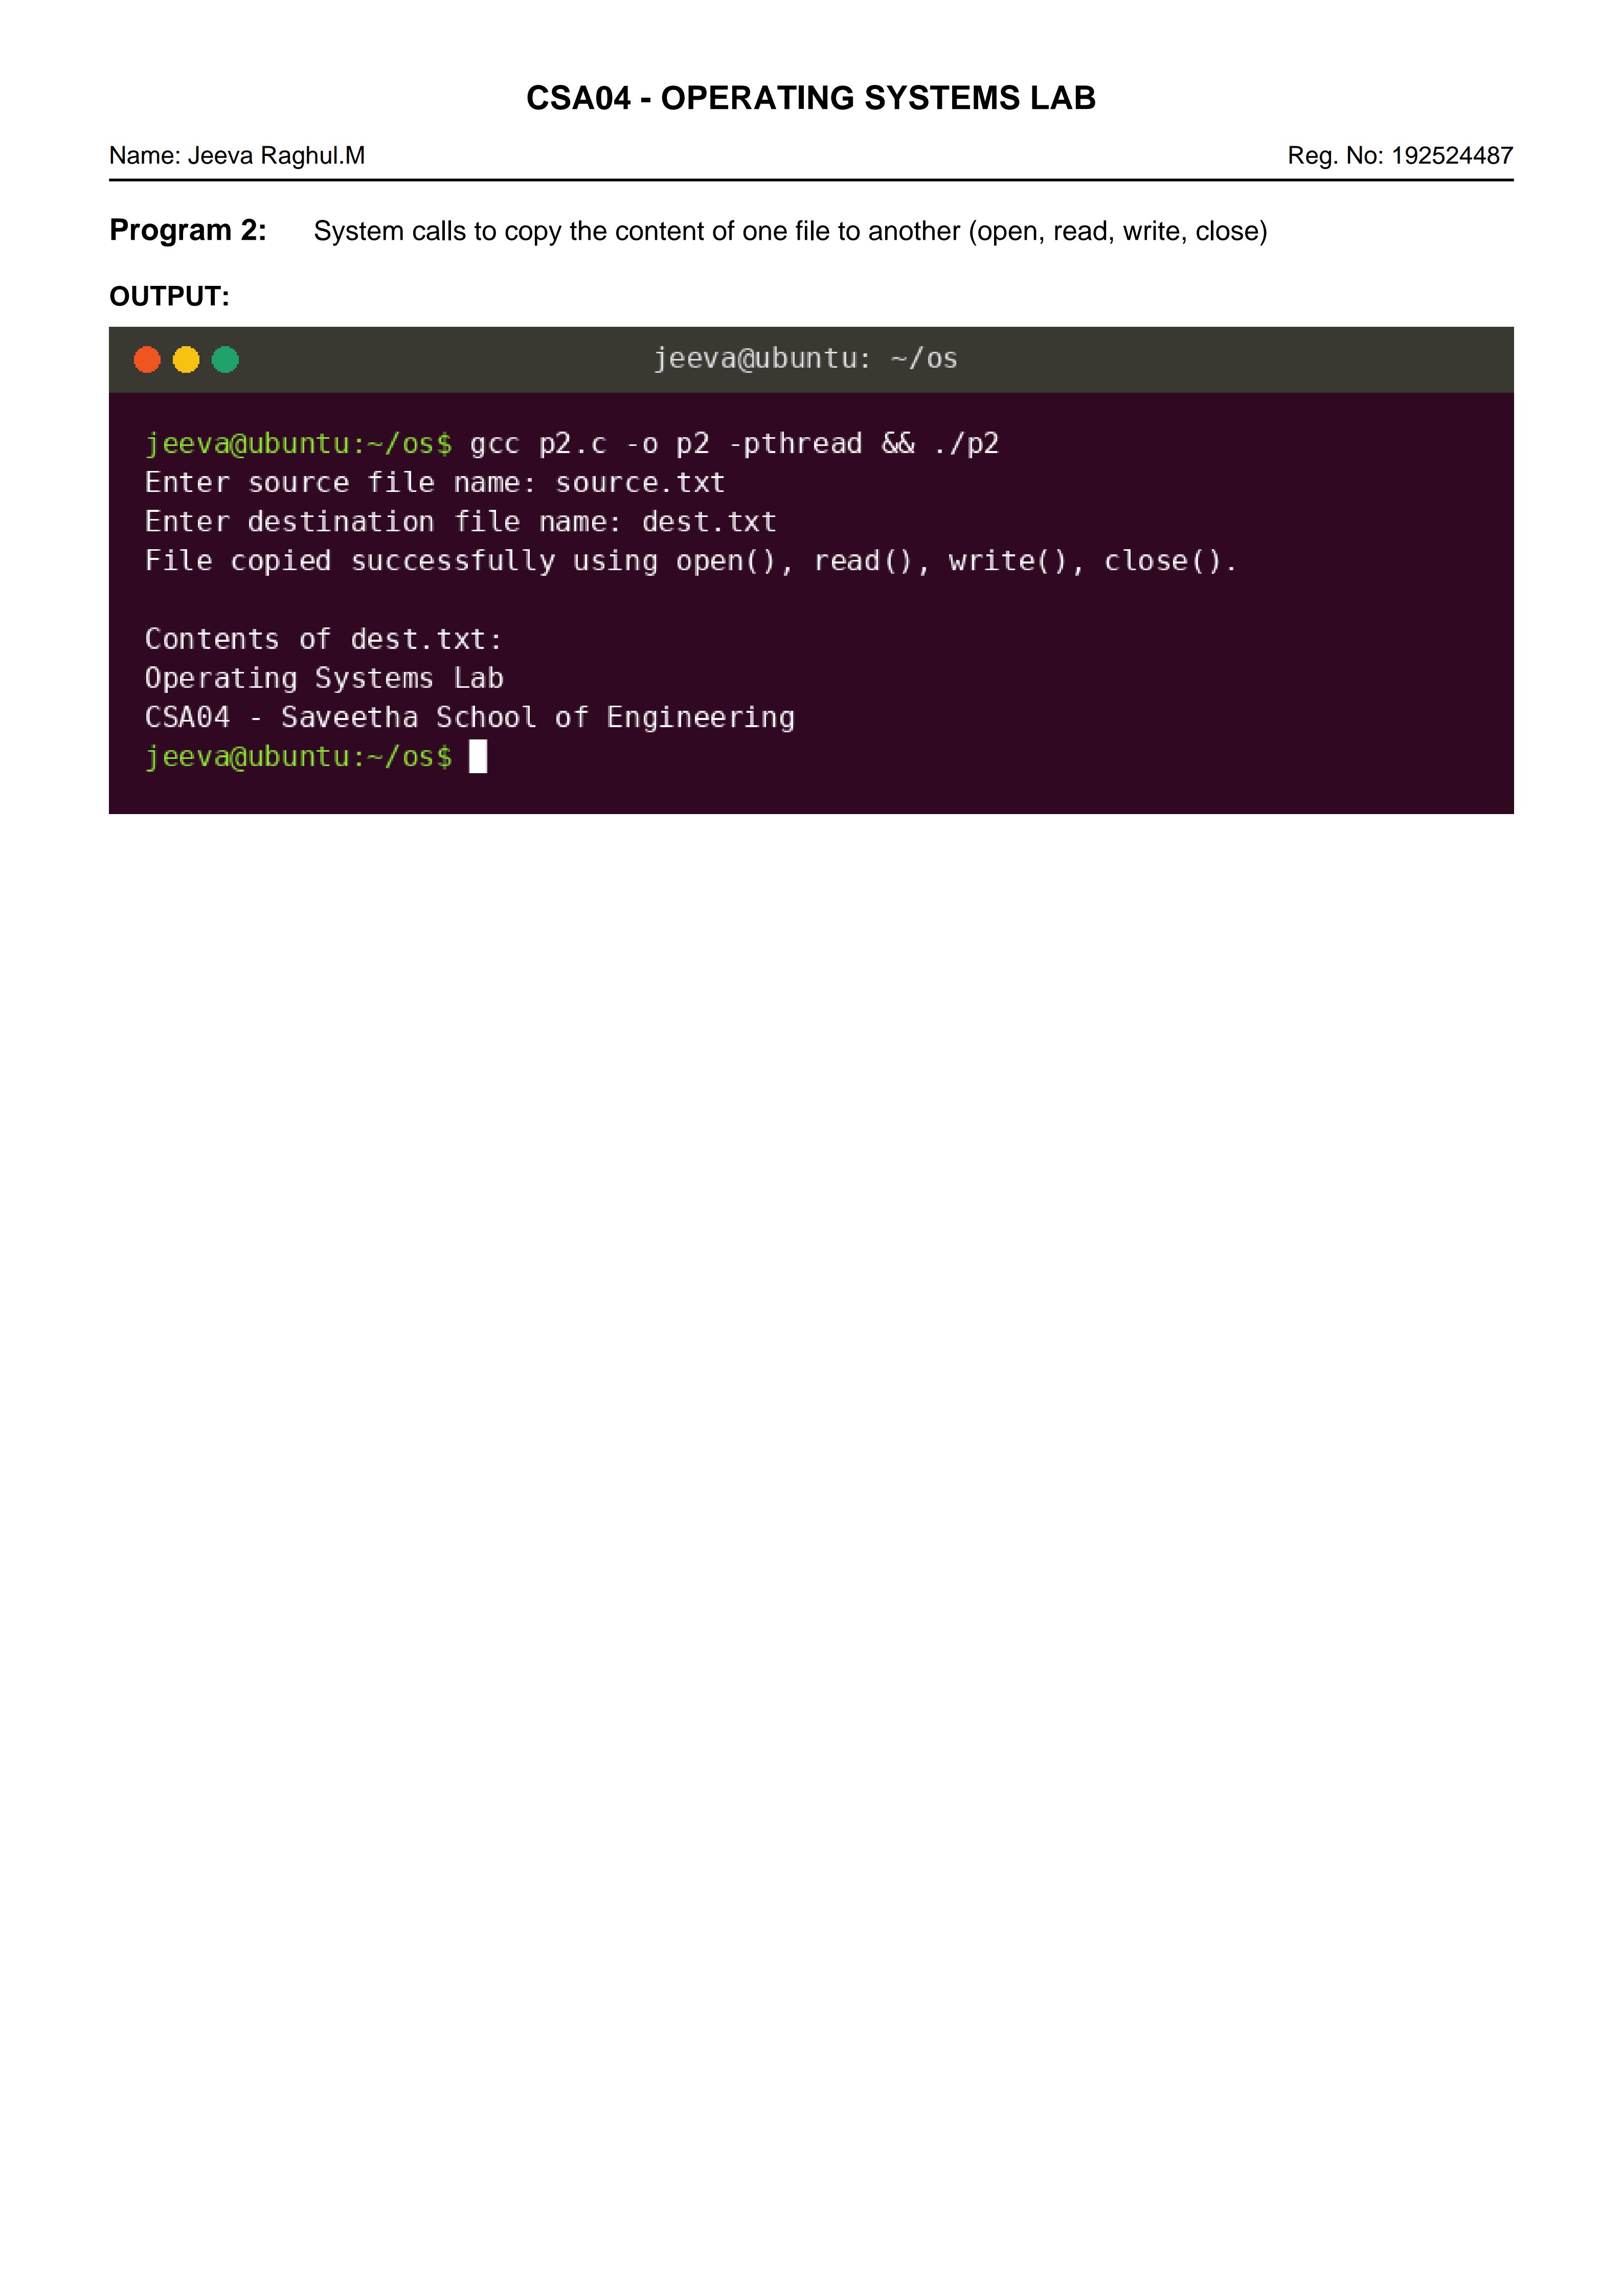 CSA04 - OPERATING SYSTEMS LAB
Name: Jeeva Raghul.M Reg. No: 192524487
Program 2: System calls to copy the content of one file to another (open, read, write, close)
OUTPUT:
jeeva@ubuntu: ~/os
jeeva@ubuntu:~/os$ gcc p2.c -o p2 -pthread && ./p2
Enter source file name: source.txt
Enter destination file name: dest.txt
File copied successfully using open(), read(), write(), close().
Contents of dest.txt:
Operating Systems Lab
CSA04 - Saveetha School of Engineering
jeeva@ubuntu:~/os$